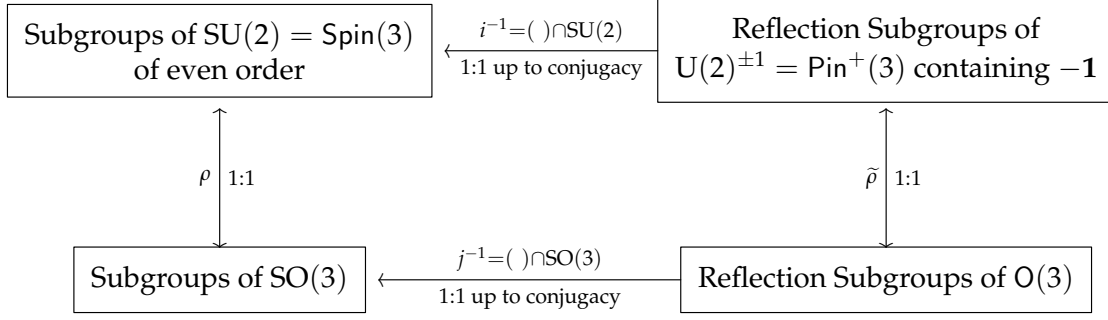 Subgroups of SU(2) = Spin(3)
of even order
i⁻¹=( )∩SU(2)
1:1 up to conjugacy
Reflection Subgroups of
U(2)^{±1} = Pin⁺(3) containing −1
ρ 1:1
ρ̃ 1:1
Subgroups of SO(3)
j⁻¹=( )∩SO(3)
1:1 up to conjugacy
Reflection Subgroups of O(3)